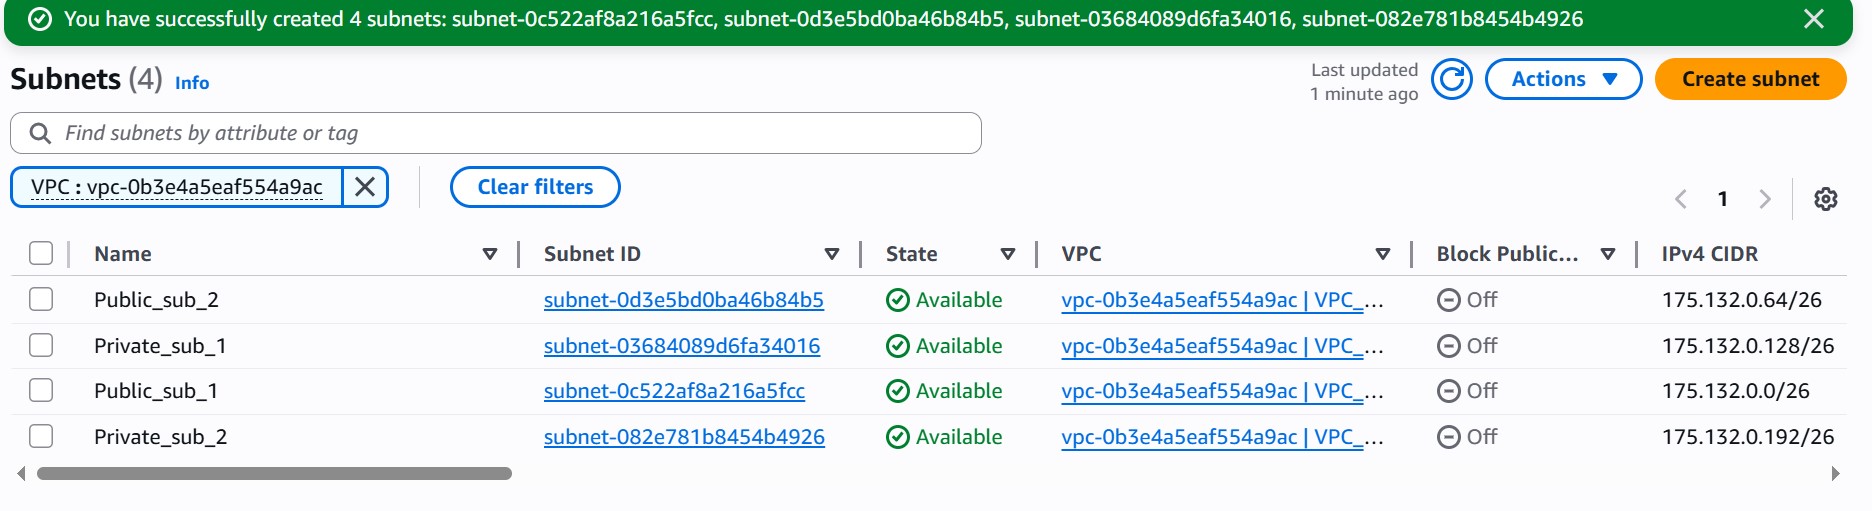 You have successfully created 4 subnets: subnet-0c522af8a216a5fcc, subnet-0d3e5bd0ba46b84b5, subnet-03684089d6fa34016, subnet-082e781b8454b4926
Subnets (4) Info
Last updated
1 minute ago
Actions
Create subnet
Find subnets by attribute or tag
VPC : vpc-0b3e4a5eaf554a9ac
Clear filters
1
Name Subnet ID State VPC Block Public... IPv4 CIDR
Public_sub_2 subnet-0d3e5bd0ba46b84b5 Available vpc-0b3e4a5eaf554a9ac | VPC_... Off 175.132.0.64/26
Private_sub_1 subnet-03684089d6fa34016 Available vpc-0b3e4a5eaf554a9ac | VPC_... Off 175.132.0.128/26
Public_sub_1 subnet-0c522af8a216a5fcc Available vpc-0b3e4a5eaf554a9ac | VPC_... Off 175.132.0.0/26
Private_sub_2 subnet-082e781b8454b4926 Available vpc-0b3e4a5eaf554a9ac | VPC_... Off 175.132.0.192/26